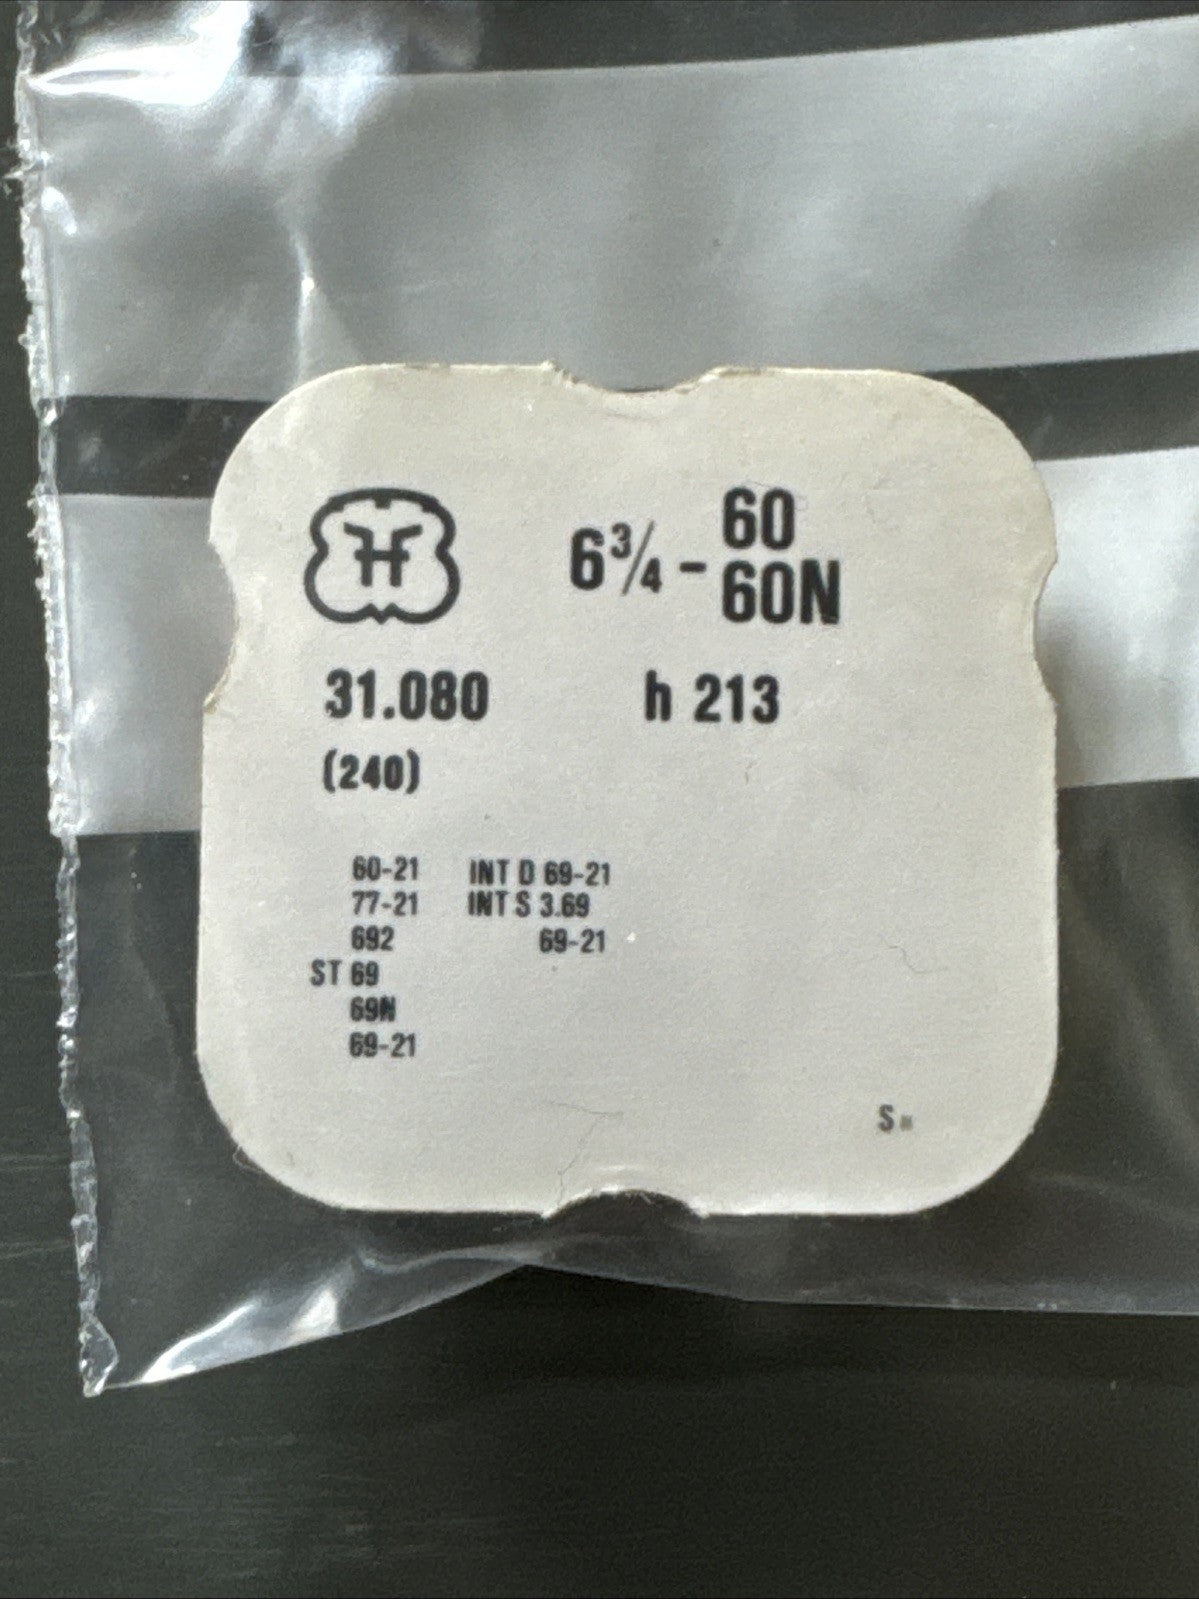 HF
6¾ - 60
60N
31.080 h 213
(240)
60-21 INT D 69-21
77-21 INT S 3.69
692 69-21
ST 69
69N
69-21
S